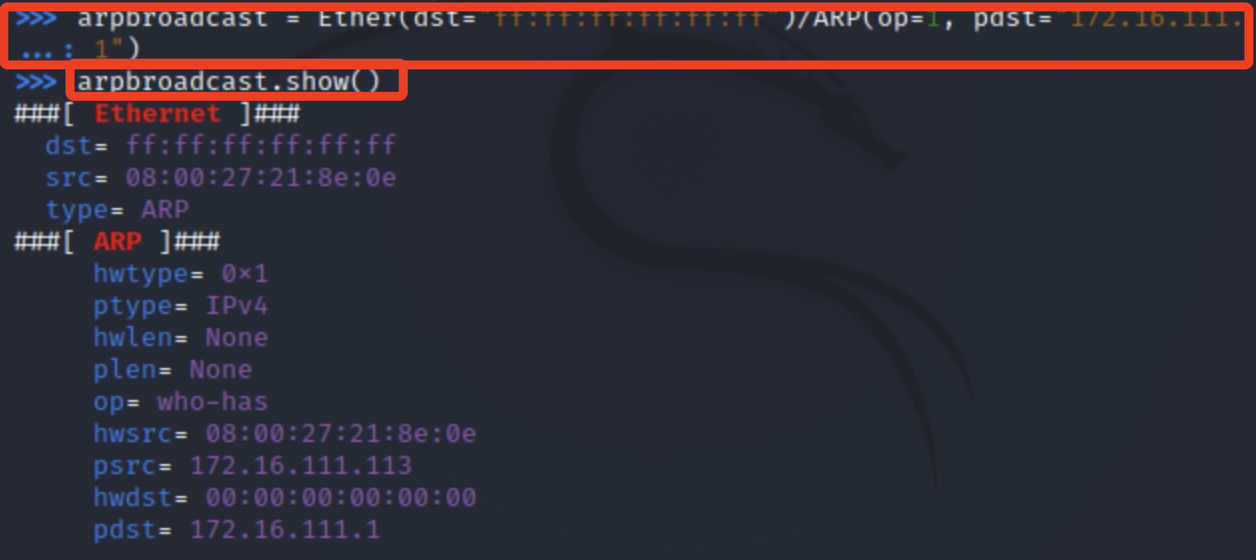 >>> arpbroadcast = Ether(dst="ff:ff:ff:ff:ff:ff")/ARP(op=1, pdst="172.16.111.
...: 1")
>>> arpbroadcast.show()
###[ Ethernet ]###
  dst= ff:ff:ff:ff:ff:ff
  src= 08:00:27:21:8e:0e
  type= ARP
###[ ARP ]###
     hwtype= 0×1
     ptype= IPv4
     hwlen= None
     plen= None
     op= who-has
     hwsrc= 08:00:27:21:8e:0e
     psrc= 172.16.111.113
     hwdst= 00:00:00:00:00:00
     pdst= 172.16.111.1